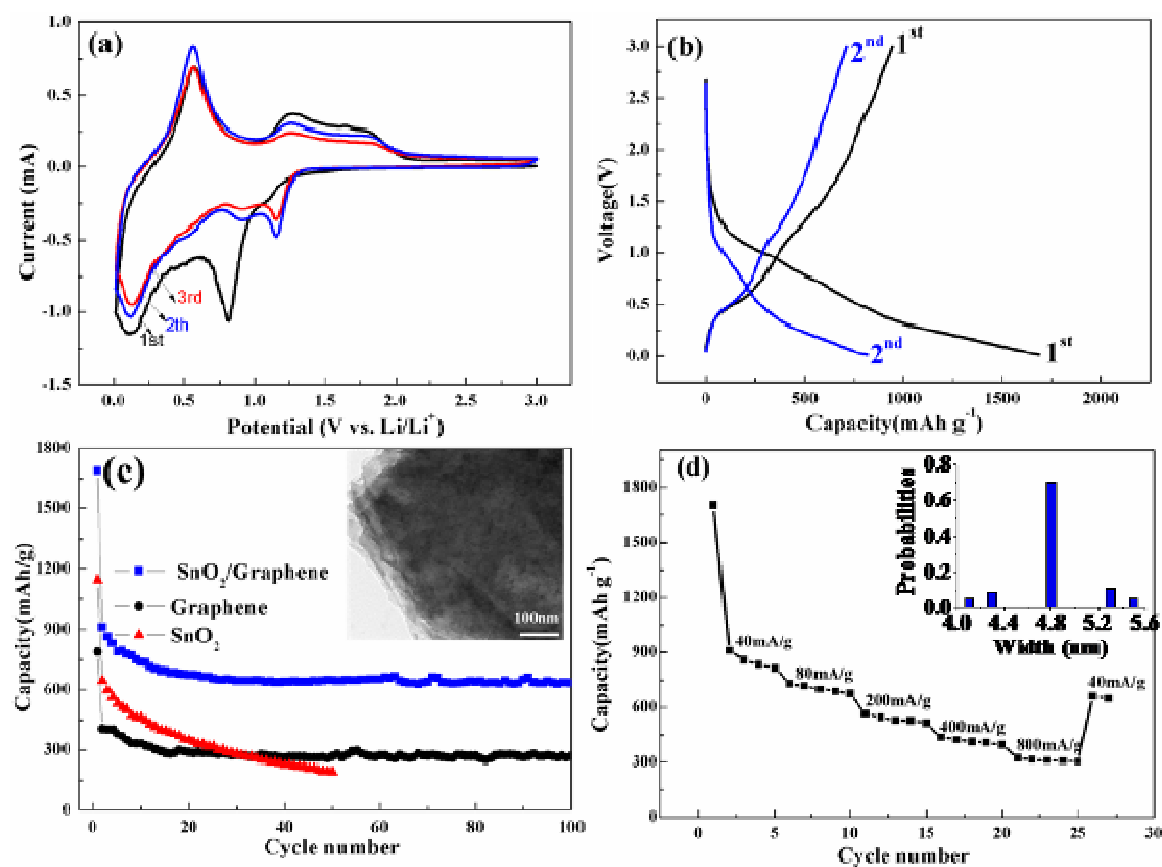 (a)
1.0
0.5
0.0
-0.5
-1.0
-1.5
Current (mA)
3rd
2th
1st
0.0 0.5 1.0 1.5 2.0 2.5 3.0
Potential (V vs. Li/Li+)
(b)
3.0
2.5
2.0
1.5
1.0
0.5
0.0
Voltage(V)
2nd
1st
2nd
1st
0 500 1000 1500 2000
Capacity(mAh g-1)
(c)
1800
1500
1200
900
600
300
0
Capacity(mAh/g)
SnO2/Graphene
Graphene
SnO2
100nm
0 20 40 60 80 100
Cycle number
(d)
1800
1500
1200
900
600
300
0
Capacity(mAh g-1)
40mA/g
80mA/g
200mA/g
400mA/g
800mA/g
40mA/g
0.8
0.6
0.4
0.2
0.0
Probabilities
4.0 4.4 4.8 5.2 5.6
Width (nm)
0 5 10 15 20 25 30
Cycle number